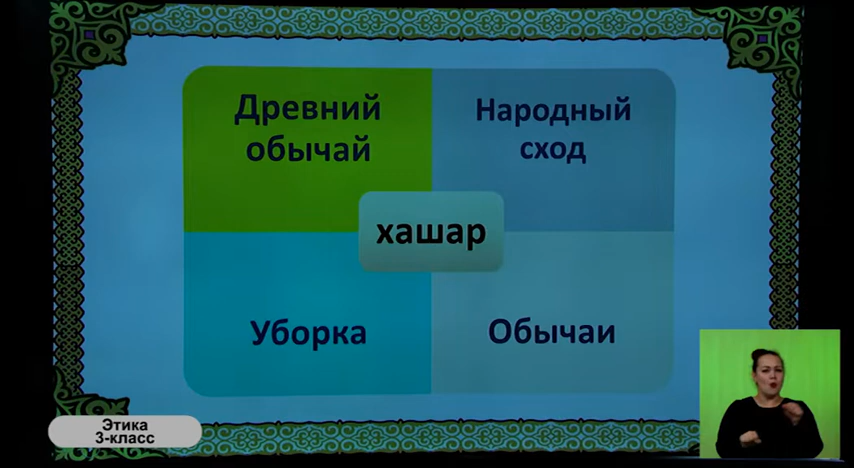 Древний
обычай
Народный
сход
хашар
Уборка
Обычаи
Этика
3-класс